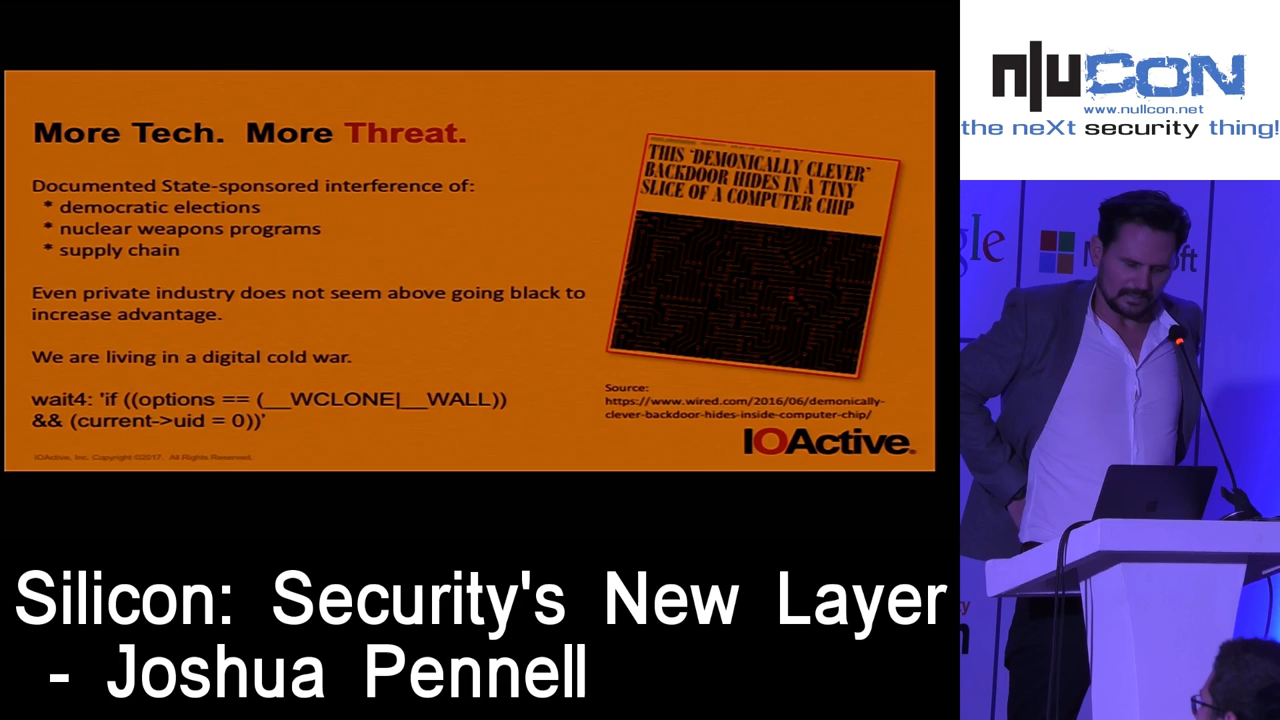 More Tech. More Threat.
Documented State-sponsored interference of:
* democratic elections
* nuclear weapons programs
* supply chain
Even private industry does not seem above going black to
increase advantage.
We are living in a digital cold war.
wait4: 'if ((options == (__WCLONE|__WALL))
&& (current->uid = 0))'
IOActive, Inc. Copyright ©2017. All Rights Reserved.
THIS 'DEMONICALLY CLEVER'
BACKDOOR HIDES IN A TINY
SLICE OF A COMPUTER CHIP
Source:
https://www.wired.com/2016/06/demonically-
clever-backdoor-hides-inside-computer-chip/
IOActive.
n|uCON
www.nullcon.net
the neXt security thing!
gle
M soft
Silicon: Security's New Layer
- Joshua Pennell